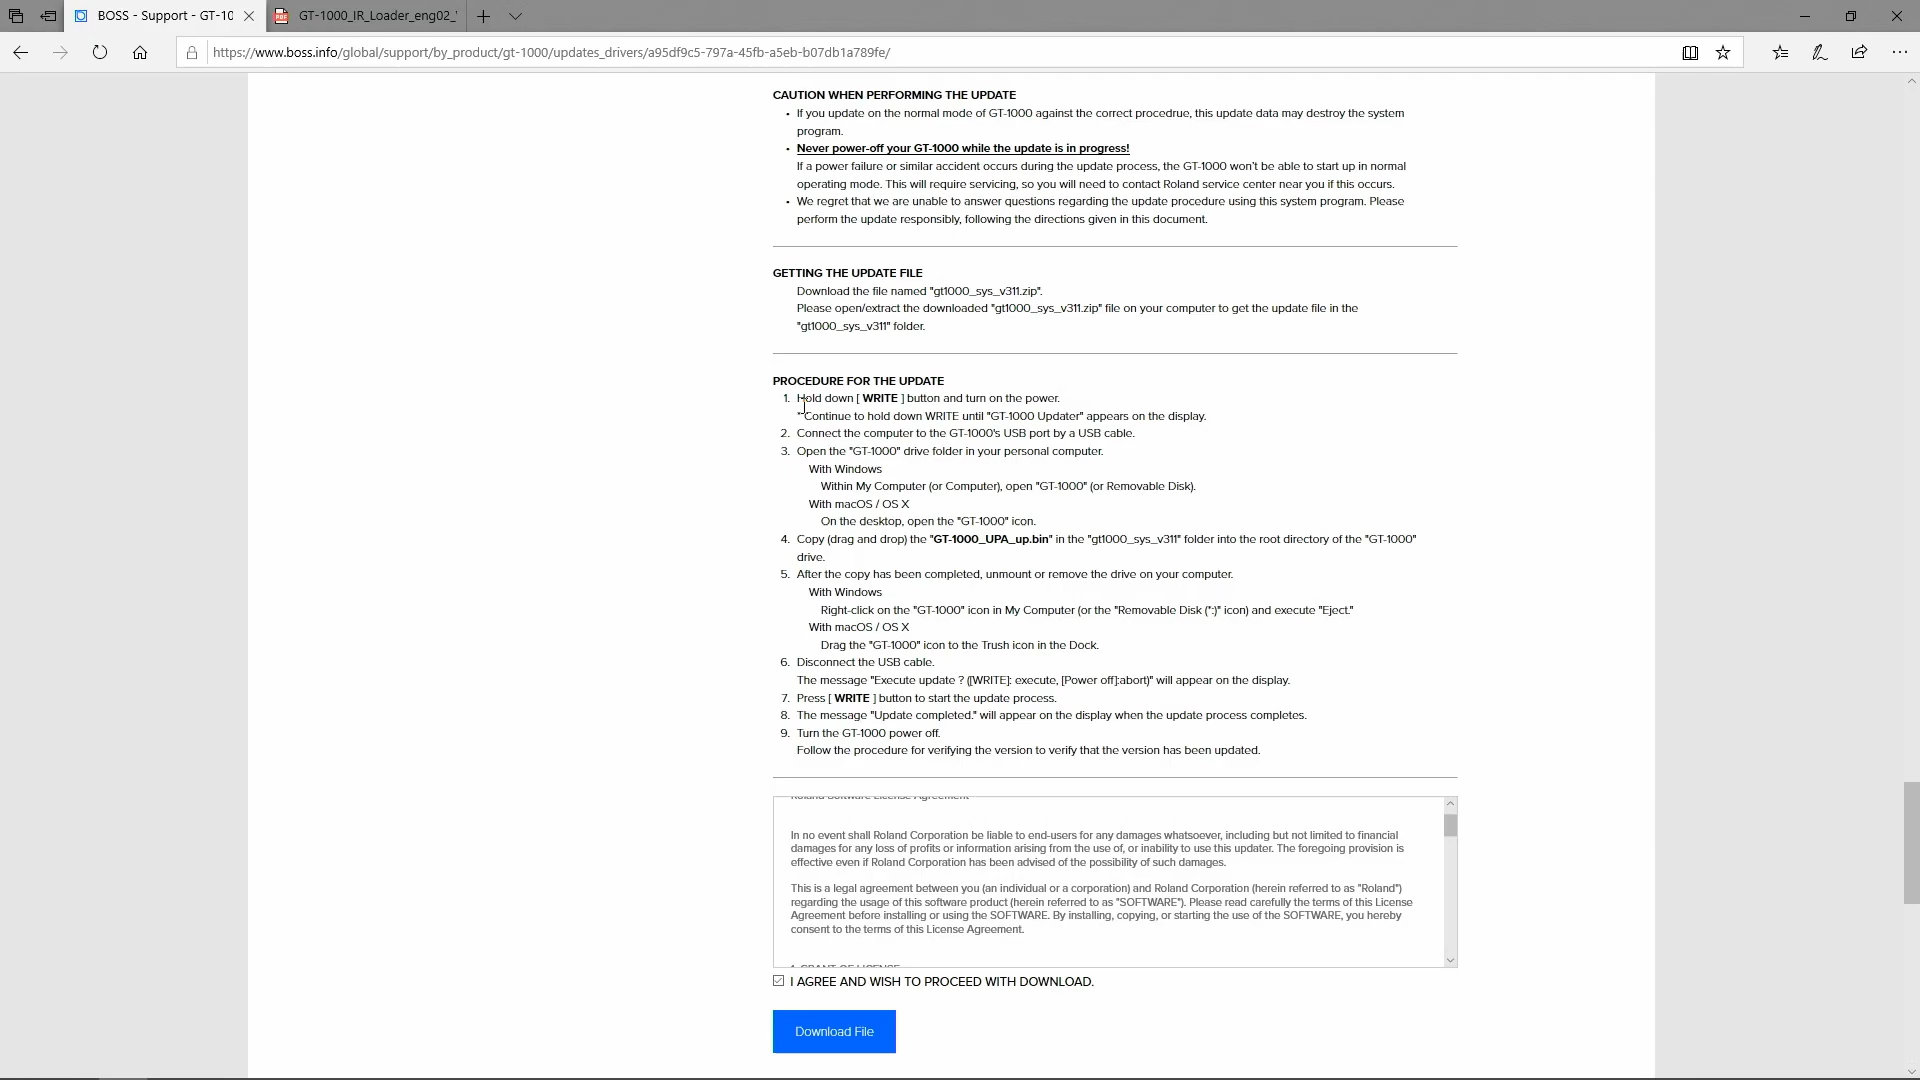 BOSS - Support - GT-10
GT-1000_IR_Loader_eng02_
https://www.boss.info/global/support/by_product/gt-1000/updates_drivers/a95df9c5-797a-45fb-a5eb-b07db1a789fe/
CAUTION WHEN PERFORMING THE UPDATE
• If you update on the normal mode of GT-1000 against the correct procedrue, this update data may destroy the system
program.
• Never power-off your GT-1000 while the update is in progress!
If a power failure or similar accident occurs during the update process, the GT-1000 won't be able to start up in normal
operating mode. This will require servicing, so you will need to contact Roland service center near you if this occurs.
• We regret that we are unable to answer questions regarding the update procedure using this system program. Please
perform the update responsibly, following the directions given in this document.
GETTING THE UPDATE FILE
Download the file named "gt1000_sys_v311.zip".
Please open/extract the downloaded "gt1000_sys_v311.zip" file on your computer to get the update file in the
"gt1000_sys_v311" folder.
PROCEDURE FOR THE UPDATE
1. Hold down [ WRITE ] button and turn on the power.
* Continue to hold down WRITE until "GT-1000 Updater" appears on the display.
2. Connect the computer to the GT-1000's USB port by a USB cable.
3. Open the "GT-1000" drive folder in your personal computer.
With Windows
Within My Computer (or Computer), open "GT-1000" (or Removable Disk).
With macOS / OS X
On the desktop, open the "GT-1000" icon.
4. Copy (drag and drop) the "GT-1000_UPA_up.bin" in the "gt1000_sys_v311" folder into the root directory of the "GT-1000"
drive.
5. After the copy has been completed, unmount or remove the drive on your computer.
With Windows
Right-click on the "GT-1000" icon in My Computer (or the "Removable Disk (*:)" icon) and execute "Eject."
With macOS / OS X
Drag the "GT-1000" icon to the Trush icon in the Dock.
6. Disconnect the USB cable.
The message "Execute update ? ([WRITE]: execute, [Power off]:abort)" will appear on the display.
7. Press [ WRITE ] button to start the update process.
8. The message "Update completed." will appear on the display when the update process completes.
9. Turn the GT-1000 power off.
Follow the procedure for verifying the version to verify that the version has been updated.
Roland Software License Agreement
In no event shall Roland Corporation be liable to end-users for any damages whatsoever, including but not limited to financial
damages for any loss of profits or information arising from the use of, or inability to use this updater. The foregoing provision is
effective even if Roland Corporation has been advised of the possibility of such damages.
This is a legal agreement between you (an individual or a corporation) and Roland Corporation (herein referred to as "Roland")
regarding the usage of this software product (herein referred to as "SOFTWARE"). Please read carefully the terms of this License
Agreement before installing or using the SOFTWARE. By installing, copying, or starting the use of the SOFTWARE, you hereby
consent to the terms of this License Agreement.
1. GRANT OF LICENSE
I AGREE AND WISH TO PROCEED WITH DOWNLOAD.
Download File